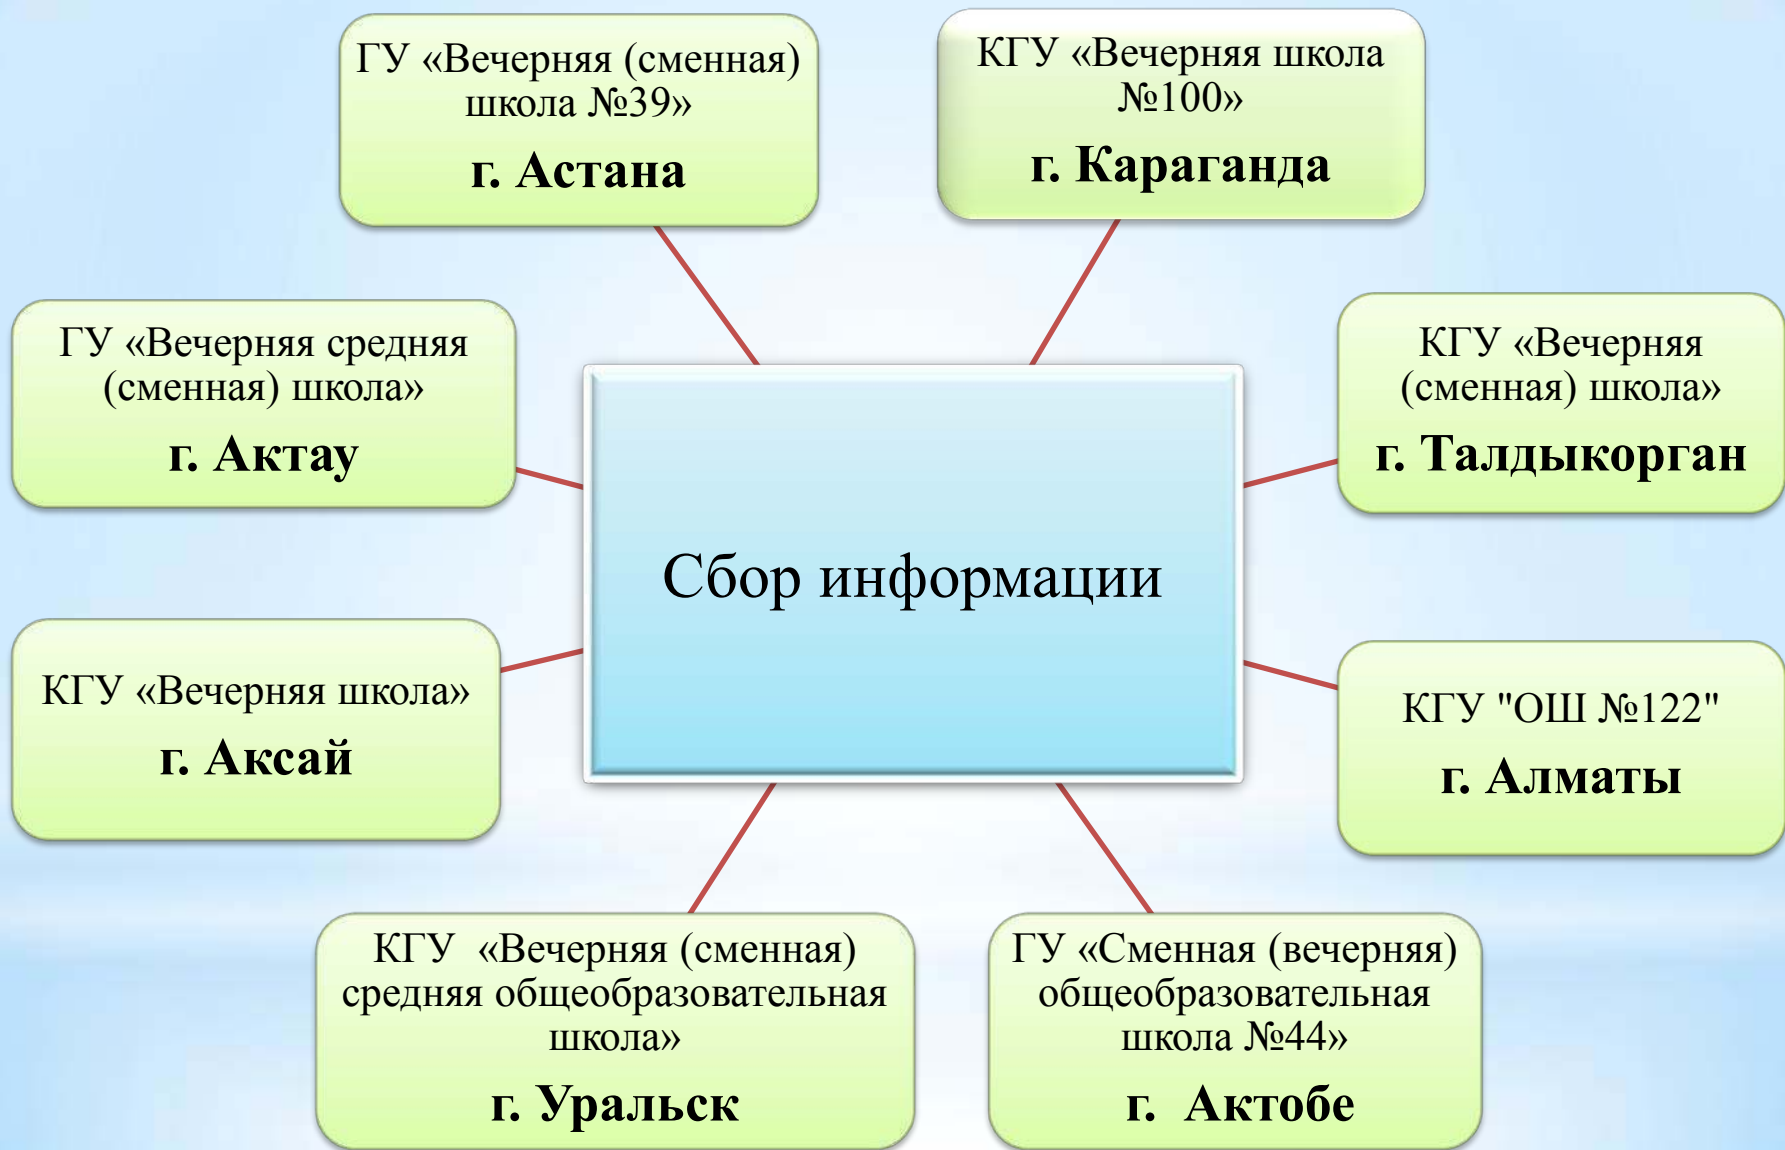 ГУ «Вечерняя (сменная)
школа №39»
г. Астана
КГУ «Вечерняя школа
№100»
г. Караганда
ГУ «Вечерняя средняя
(сменная) школа»
г. Актау
КГУ «Вечерняя
(сменная) школа»
г. Талдыкорган
Сбор информации
КГУ «Вечерняя школа»
г. Аксай
КГУ "ОШ №122"
г. Алматы
КГУ «Вечерняя (сменная)
средняя общеобразовательная
школа»
г. Уральск
ГУ «Сменная (вечерняя)
общеобразовательная
школа №44»
г. Актобе